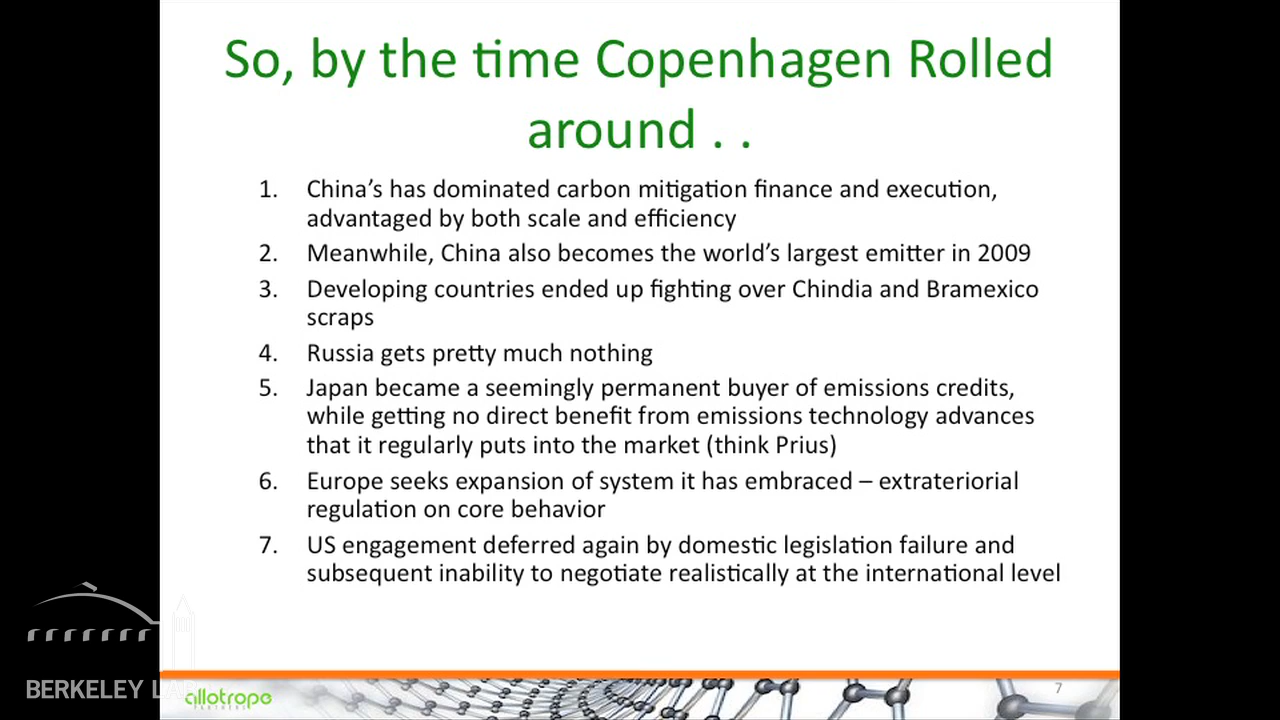 So, by the time Copenhagen Rolled
around . .
1. China's has dominated carbon mitigation finance and execution,
advantaged by both scale and efficiency
2. Meanwhile, China also becomes the world's largest emitter in 2009
3. Developing countries ended up fighting over Chindia and Bramexico
scraps
4. Russia gets pretty much nothing
5. Japan became a seemingly permanent buyer of emissions credits,
while getting no direct benefit from emissions technology advances
that it regularly puts into the market (think Prius)
6. Europe seeks expansion of system it has embraced – extrateriorial
regulation on core behavior
7. US engagement deferred again by domestic legislation failure and
subsequent inability to negotiate realistically at the international level
BERKELEY LAB
allotrope
PARTNERS
7